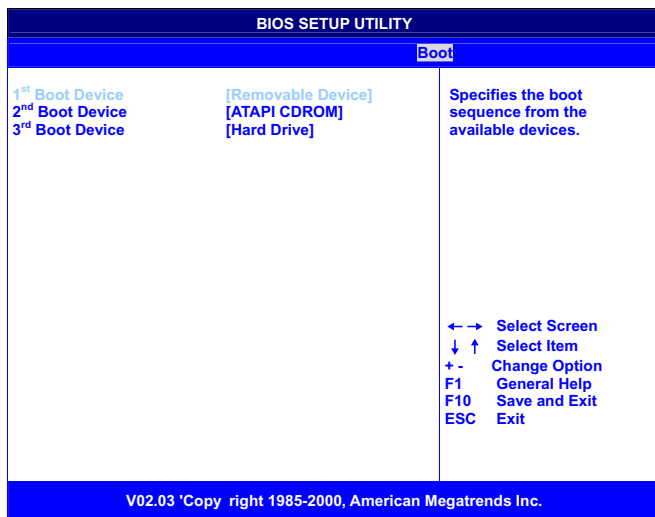 BIOS SETUP UTILITY
Boot
1st Boot Device [Removable Device]
2nd Boot Device [ATAPI CDROM]
3rd Boot Device [Hard Drive]
Specifies the boot
sequence from the
available devices.
←→ Select Screen
↓ ↑ Select Item
+ - Change Option
F1 General Help
F10 Save and Exit
ESC Exit
V02.03 'Copy right 1985-2000, American Megatrends Inc.